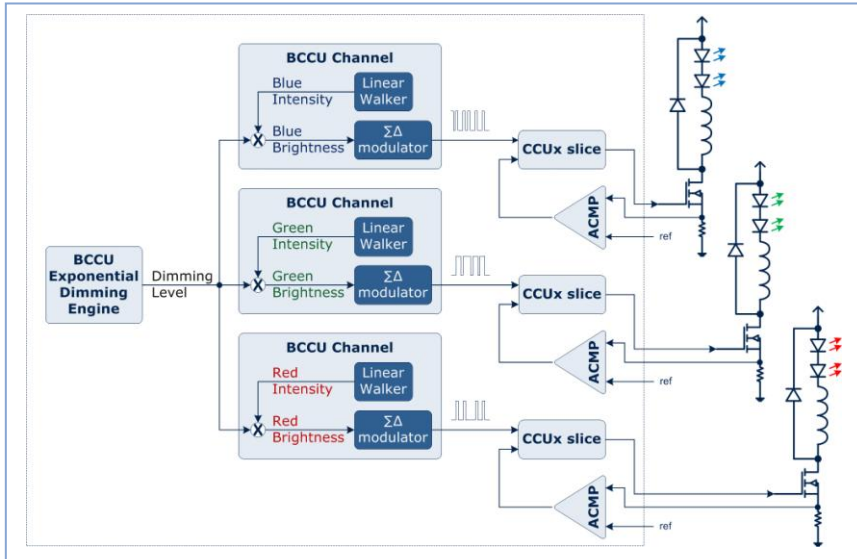 BCCU Channel
Blue
Intensity
Linear
Walker
X
Blue
Brightness
ΣΔ
modulator
CCUx slice
ACMP
ref
BCCU Channel
Green
Intensity
Linear
Walker
BCCU
Exponential
Dimming
Engine
Dimming
Level
X
Green
Brightness
ΣΔ
modulator
CCUx slice
ACMP
ref
BCCU Channel
Red
Intensity
Linear
Walker
X
Red
Brightness
ΣΔ
modulator
CCUx slice
ACMP
ref